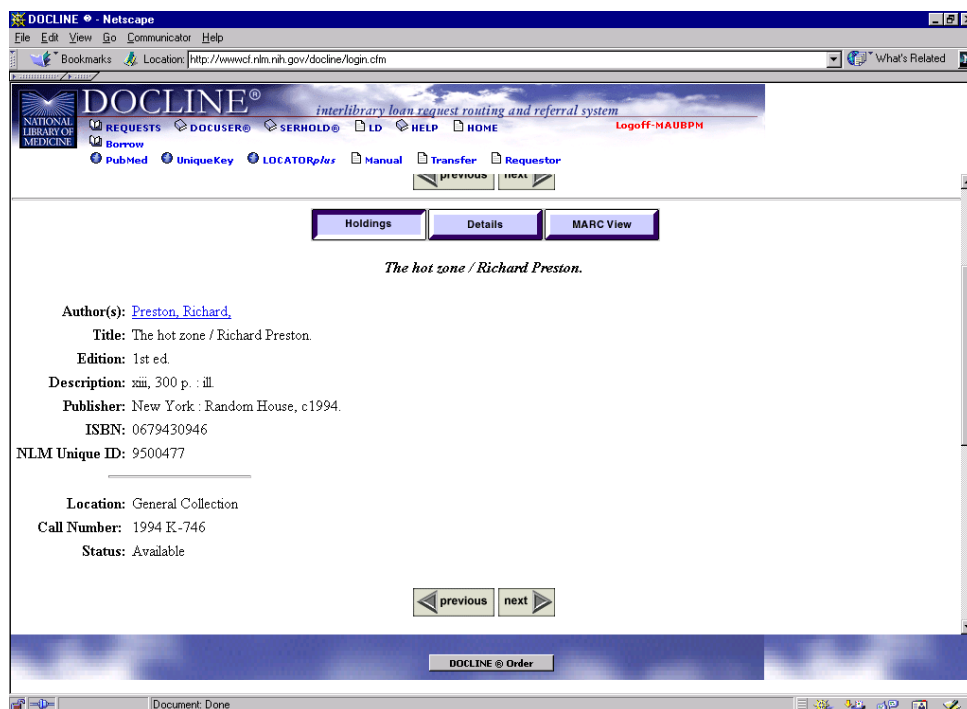 DOCLINE ® - Netscape
File Edit View Go Communicator Help
Bookmarks Location: http://wwwcf.nlm.nih.gov/docline/login.cfm What's Related
NATIONAL LIBRARY OF MEDICINE
DOCLINE®
interlibrary loan request routing and referral system
REQUESTS DOCUSER® SERHOLD® LD HELP HOME Logoff-MAUBPM
Borrow
PubMed UniqueKey LOCATORplus Manual Transfer Requestor
previous next
Holdings Details MARC View
The hot zone / Richard Preston.
Author(s): Preston, Richard,
Title: The hot zone / Richard Preston.
Edition: 1st ed.
Description: xiii, 300 p. : ill.
Publisher: New York : Random House, c1994.
ISBN: 0679430946
NLM Unique ID: 9500477
Location: General Collection
Call Number: 1994 K-746
Status: Available
previous next
DOCLINE ® Order
Document: Done